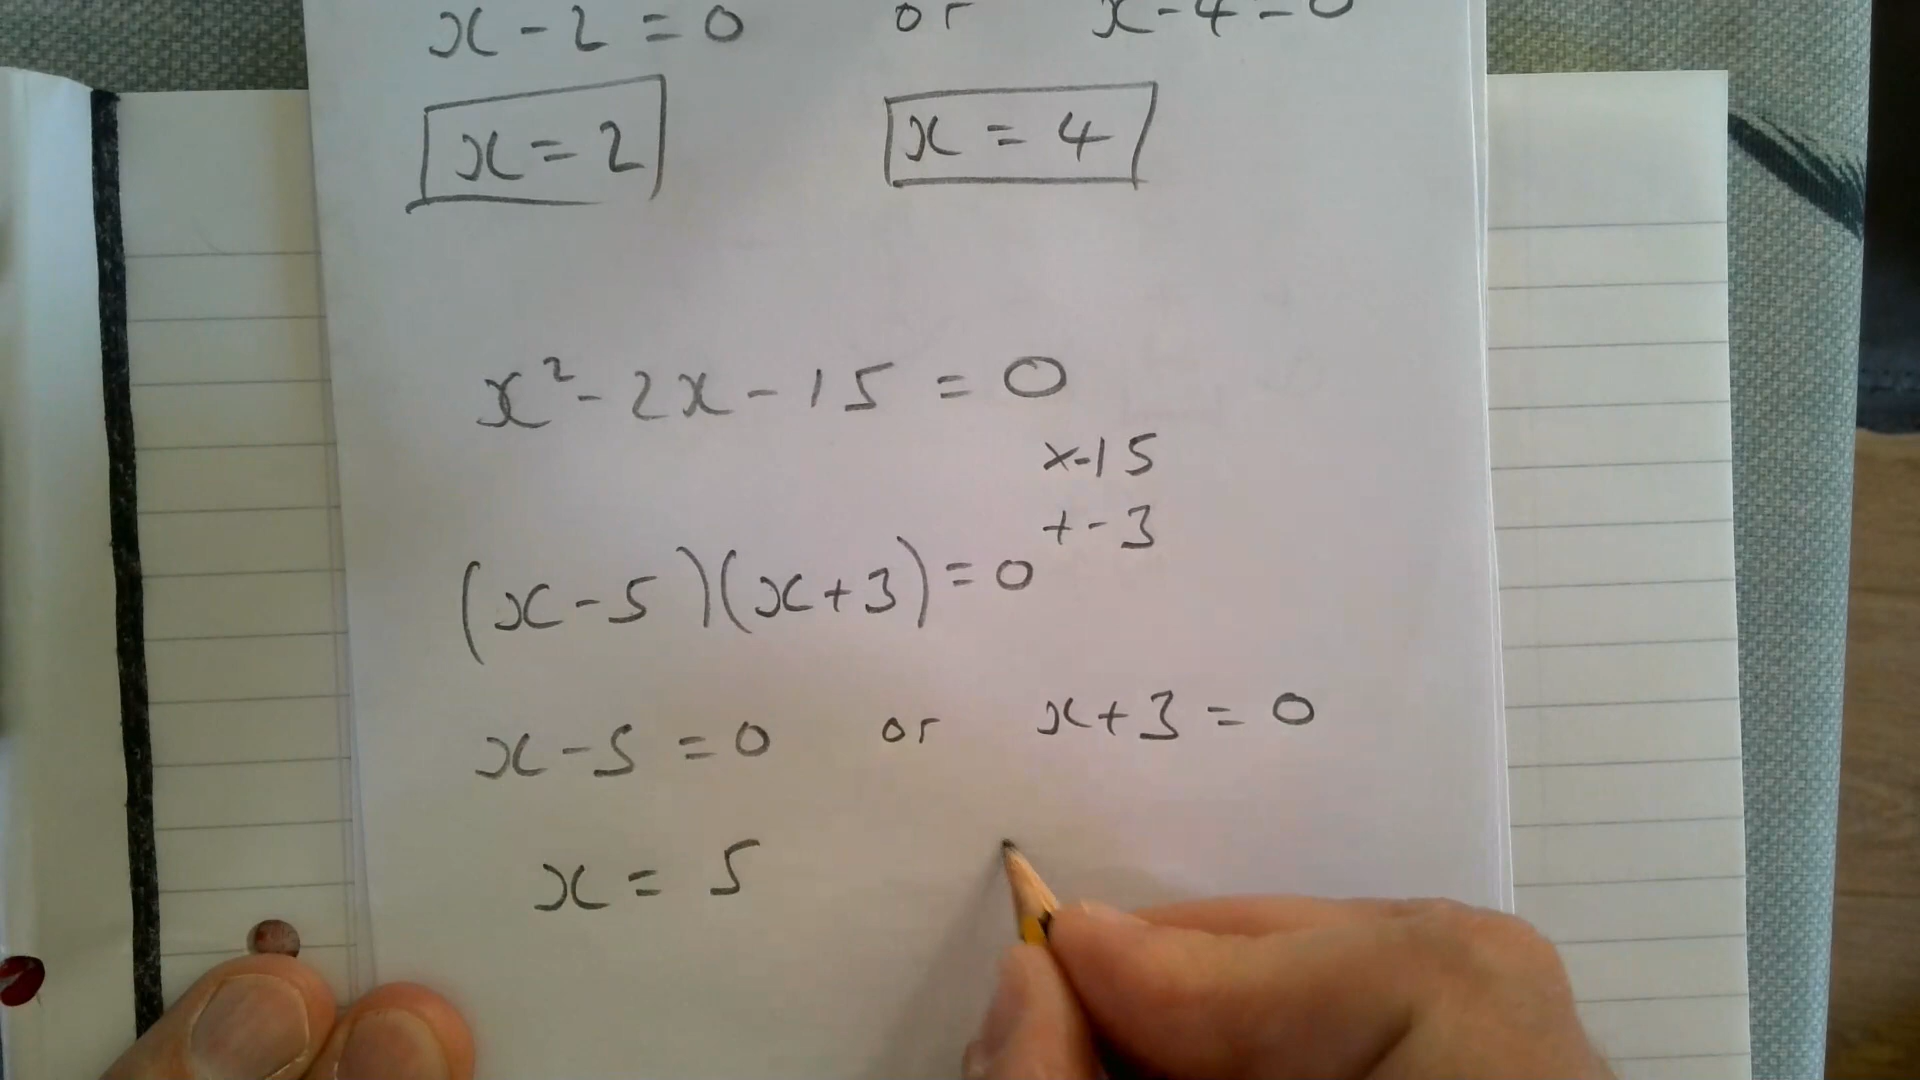 x - 2 = 0 or x - 4 = 0
x = 2 x = 4
x² - 2x - 15 = 0
x -15
+ - 3
(x - 5)(x + 3) = 0
x - 5 = 0 or x + 3 = 0
x = 5